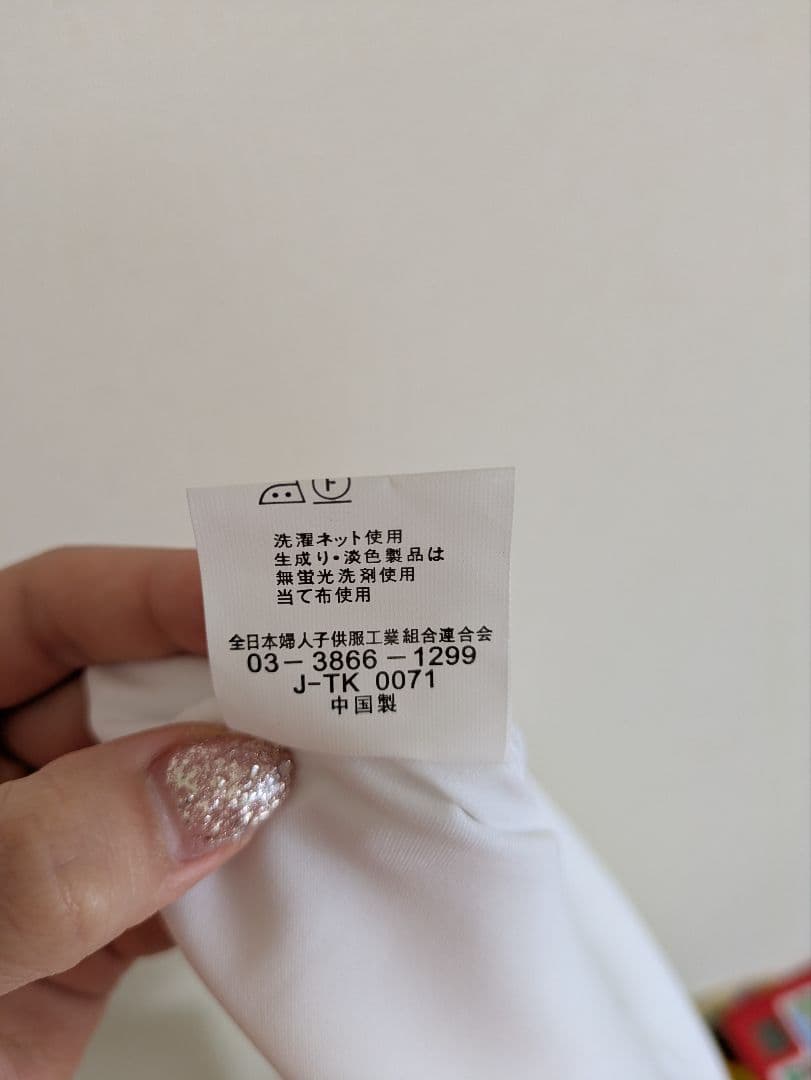 F
洗濯ネット使用
生成り・淡色製品は
無蛍光洗剤使用
当て布使用
全日本婦人子供服工業組合連合会
03-3866-1299
J-TK 0071
中国製